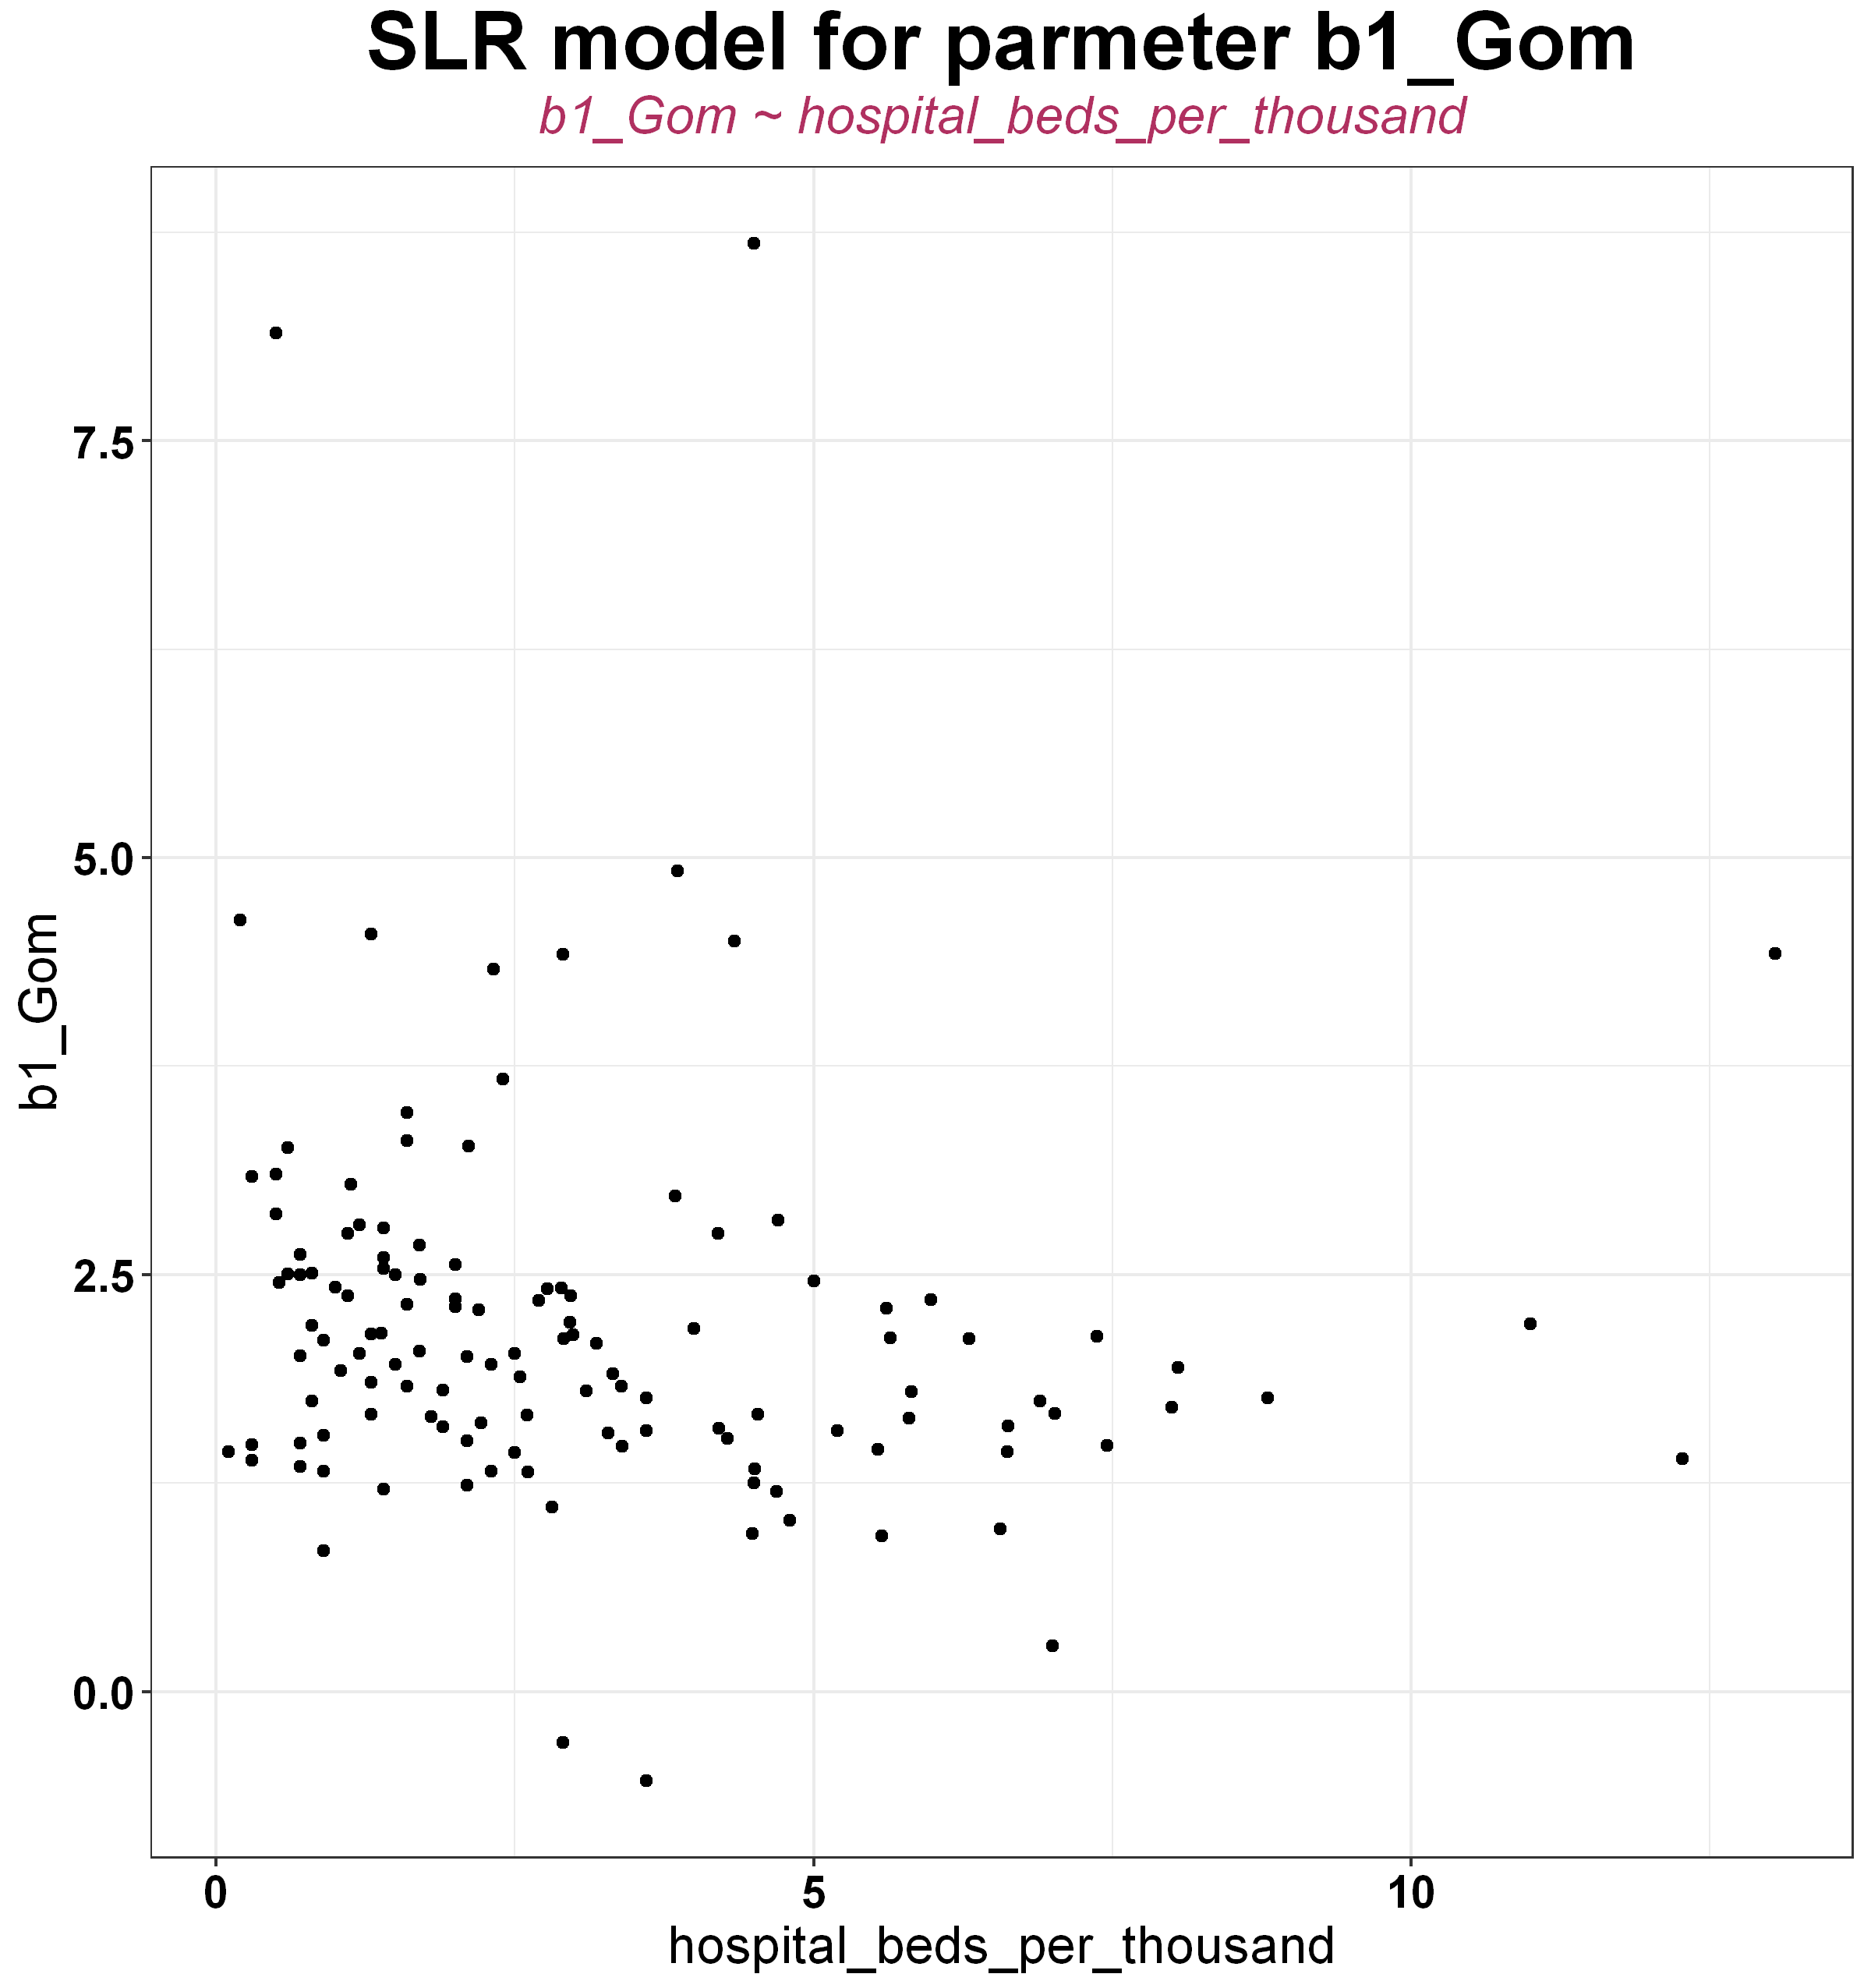 SLR model for parmeter b1_Gom
b1_Gom ~ hospital_beds_per_thousand
7.5
5.0
2.5
0.0
b1_Gom
0 5 10
hospital_beds_per_thousand